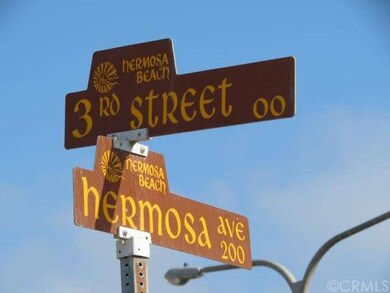 HERMOSA
BEACH
3RD STREET 00
HERMOSA
BEACH
HERMOSA AVE
200
©CRMLS